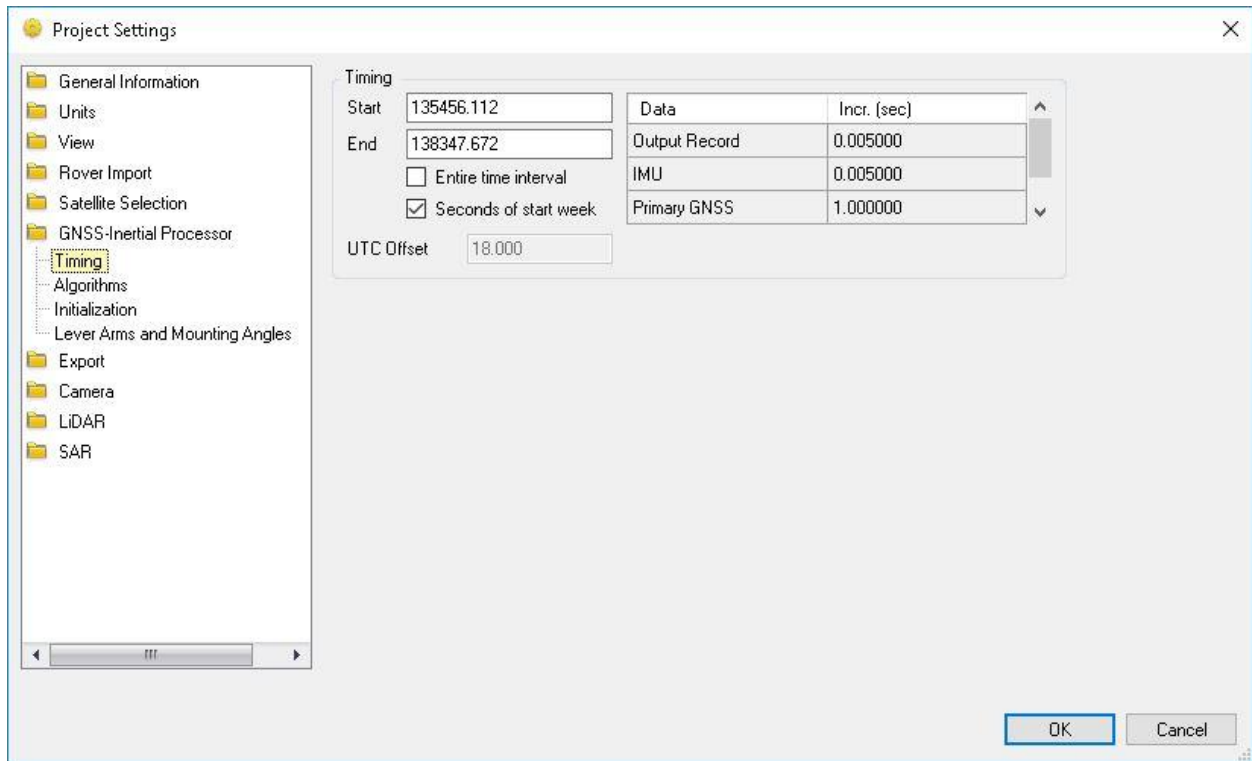 Project Settings
General Information
Units
View
Rover Import
Satellite Selection
GNSS-Inertial Processor
Timing
Algorithms
Initialization
Lever Arms and Mounting Angles
Export
Camera
LiDAR
SAR
Timing
Start 135456.112
End 138347.672
Entire time interval
Seconds of start week
UTC Offset 18.000
Data Incr. (sec)
Output Record 0.005000
IMU 0.005000
Primary GNSS 1.000000
OK Cancel